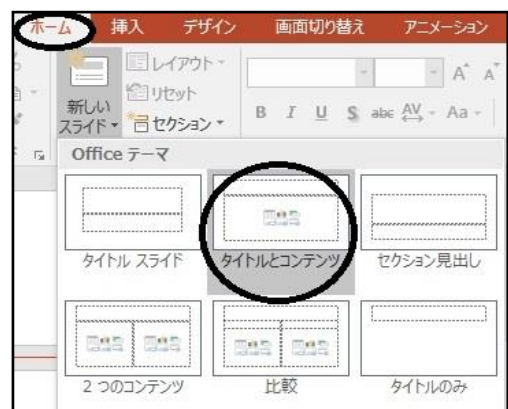 ホーム 挿入 デザイン 画面切り替え アニメーション
新しい
スライド
レイアウト
リセット
セクション
B I U S abc AV Aa
A A
Office テーマ
タイトル スライド タイトルとコンテンツ セクション見出し
2 つのコンテンツ 比較 タイトルのみ